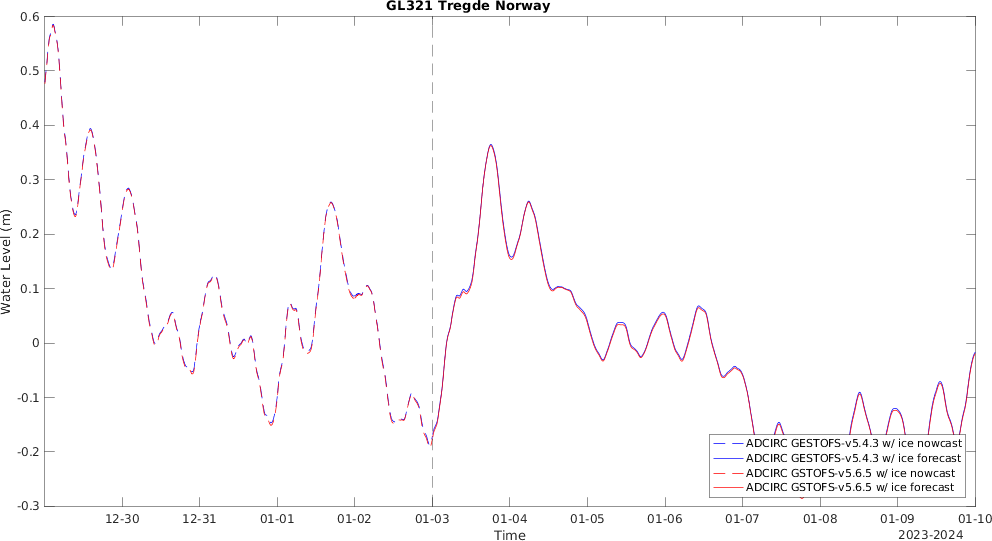 GL321 Tregde Norway
Water Level (m)
0.6
0.5
0.4
0.3
0.2
0.1
0
-0.1
-0.2
-0.3
ADCIRC GESTOFS-v5.4.3 w/ ice nowcast
ADCIRC GESTOFS-v5.4.3 w/ ice forecast
ADCIRC GSTOFS-v5.6.5 w/ ice nowcast
ADCIRC GSTOFS-v5.6.5 w/ ice forecast
12-30 12-31 01-01 01-02 01-03 01-04 01-05 01-06 01-07 01-08 01-09 01-10
Time
2023-2024